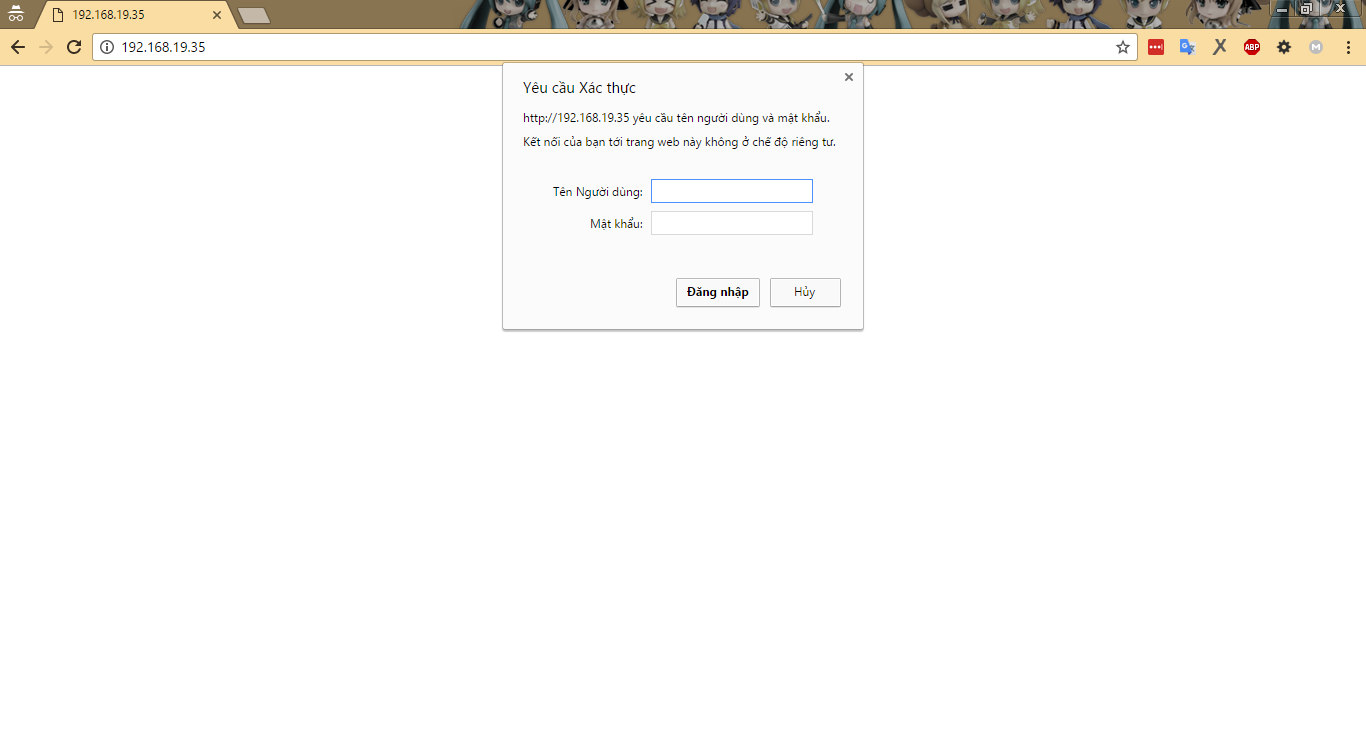 192.168.19.35
192.168.19.35
ABP
M
Yêu cầu Xác thực
http://192.168.19.35 yêu cầu tên người dùng và mật khẩu.
Kết nối của bạn tới trang web này không ở chế độ riêng tư.
Tên Người dùng:
Mật khẩu:
Đăng nhập
Hủy